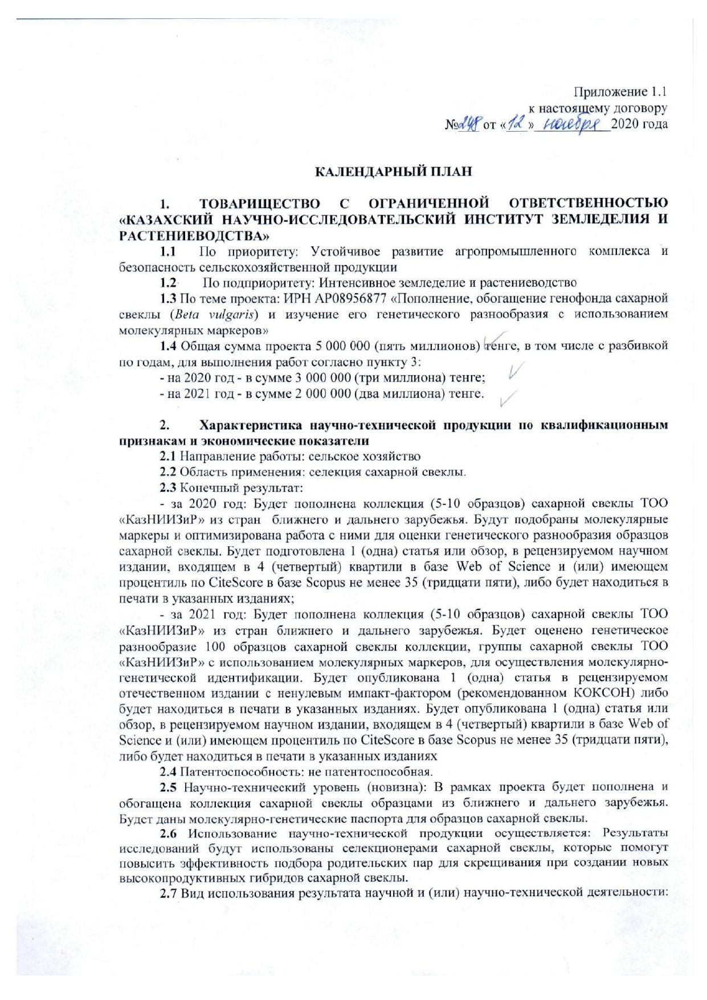 Приложение 1.1
к настоящему договору
№248 от «12» ноября 2020 года
КАЛЕНДАРНЫЙ ПЛАН
1. ТОВАРИЩЕСТВО С ОГРАНИЧЕННОЙ ОТВЕТСТВЕННОСТЬЮ
«КАЗАХСКИЙ НАУЧНО-ИССЛЕДОВАТЕЛЬСКИЙ ИНСТИТУТ ЗЕМЛЕДЕЛИЯ И
РАСТЕНИЕВОДСТВА»
1.1 По приоритету: Устойчивое развитие агропромышленного комплекса и
безопасность сельскохозяйственной продукции
1.2 По подприоритету: Интенсивное земледелие и растениеводство
1.3 По теме проекта: ИРН АР08956877 «Пополнение, обогащение генофонда сахарной
свеклы (Beta vulgaris) и изучение его генетического разнообразия с использованием
молекулярных маркеров»
1.4 Общая сумма проекта 5 000 000 (пять миллионов) тенге, в том числе с разбивкой
по годам, для выполнения работ согласно пункту 3:
- на 2020 год - в сумме 3 000 000 (три миллиона) тенге;
- на 2021 год - в сумме 2 000 000 (два миллиона) тенге.
2. Характеристика научно-технической продукции по квалификационным
признакам и экономические показатели
2.1 Направление работы: сельское хозяйство
2.2 Область применения: селекция сахарной свеклы.
2.3 Конечный результат:
- за 2020 год: Будет пополнена коллекция (5-10 образцов) сахарной свеклы ТОО
«КазНИИЗиР» из стран ближнего и дальнего зарубежья. Будут подобраны молекулярные
маркеры и оптимизирована работа с ними для оценки генетического разнообразия образцов
сахарной свеклы. Будет подготовлена 1 (одна) статья или обзор, в рецензируемом научном
издании, входящем в 4 (четвертый) квартили в базе Web of Science и (или) имеющем
процентиль по CiteScore в базе Scopus не менее 35 (тридцати пяти), либо будет находиться в
печати в указанных изданиях;
- за 2021 год: Будет пополнена коллекция (5-10 образцов) сахарной свеклы ТОО
«КазНИИЗиР» из стран ближнего и дальнего зарубежья. Будет оценено генетическое
разнообразие 100 образцов сахарной свеклы коллекции, группы сахарной свеклы ТОО
«КазНИИЗиР» с использованием молекулярных маркеров, для осуществления молекулярно-
генетической идентификации. Будет опубликована 1 (одна) статья в рецензируемом
отечественном издании с ненулевым импакт-фактором (рекомендованном КОКСОН) либо
будет находиться в печати в указанных изданиях. Будет опубликована 1 (одна) статья или
обзор, в рецензируемом научном издании, входящем в 4 (четвертый) квартили в базе Web of
Science и (или) имеющем процентиль по CiteScore в базе Scopus не менее 35 (тридцати пяти),
либо будет находиться в печати в указанных изданиях
2.4 Патентоспособность: не патентоспособная.
2.5 Научно-технический уровень (новизна): В рамках проекта будет пополнена и
обогащена коллекция сахарной свеклы образцами из ближнего и дальнего зарубежья.
Будет даны молекулярно-генетические паспорта для образцов сахарной свеклы.
2.6 Использование научно-технической продукции осуществляется: Результаты
исследований будут использованы селекционерами сахарной свеклы, которые помогут
повысить эффективность подбора родительских пар для скрещивания при создании новых
высокопродуктивных гибридов сахарной свеклы.
2.7 Вид использования результата научной и (или) научно-технической деятельности: